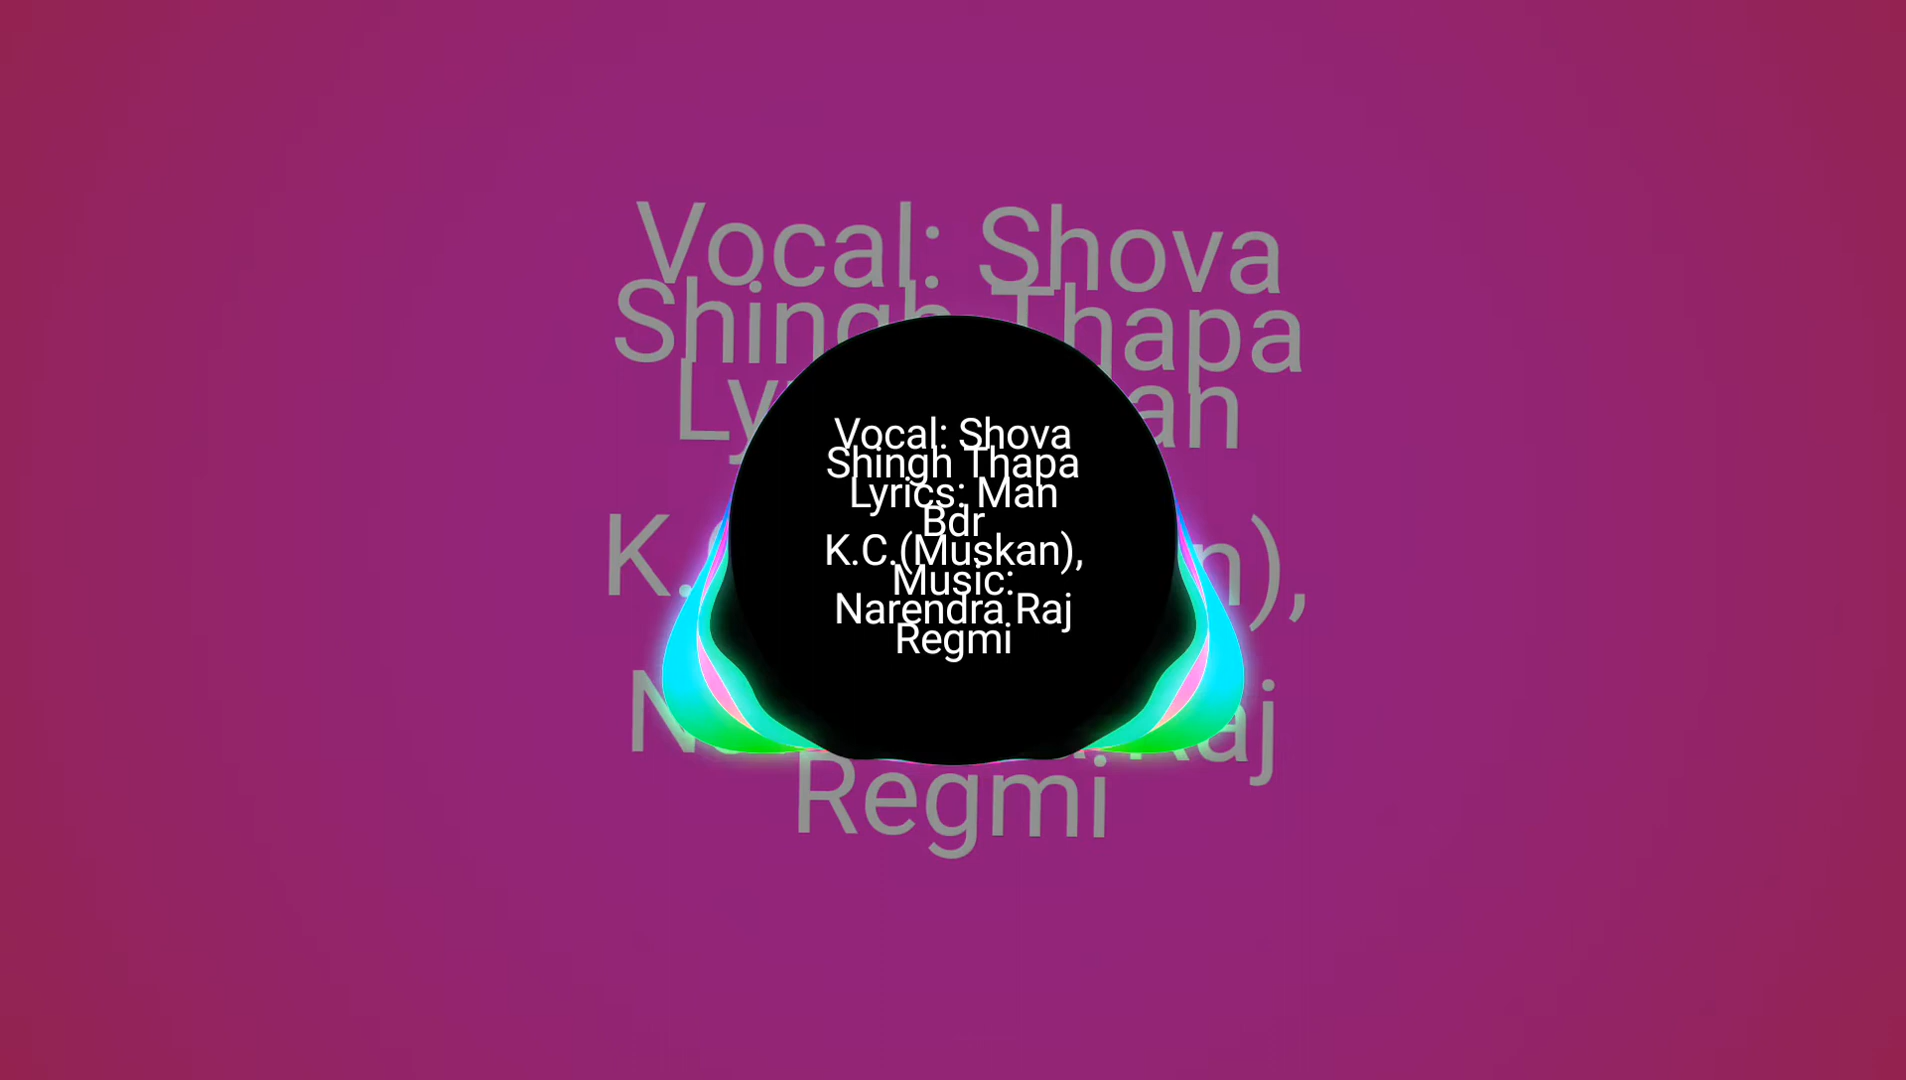 Vocal: Shova
Shingh Thapa
Lyrics: Man
Bdr
K.C.(Muskan),
Music:
Narendra Raj
Regmi